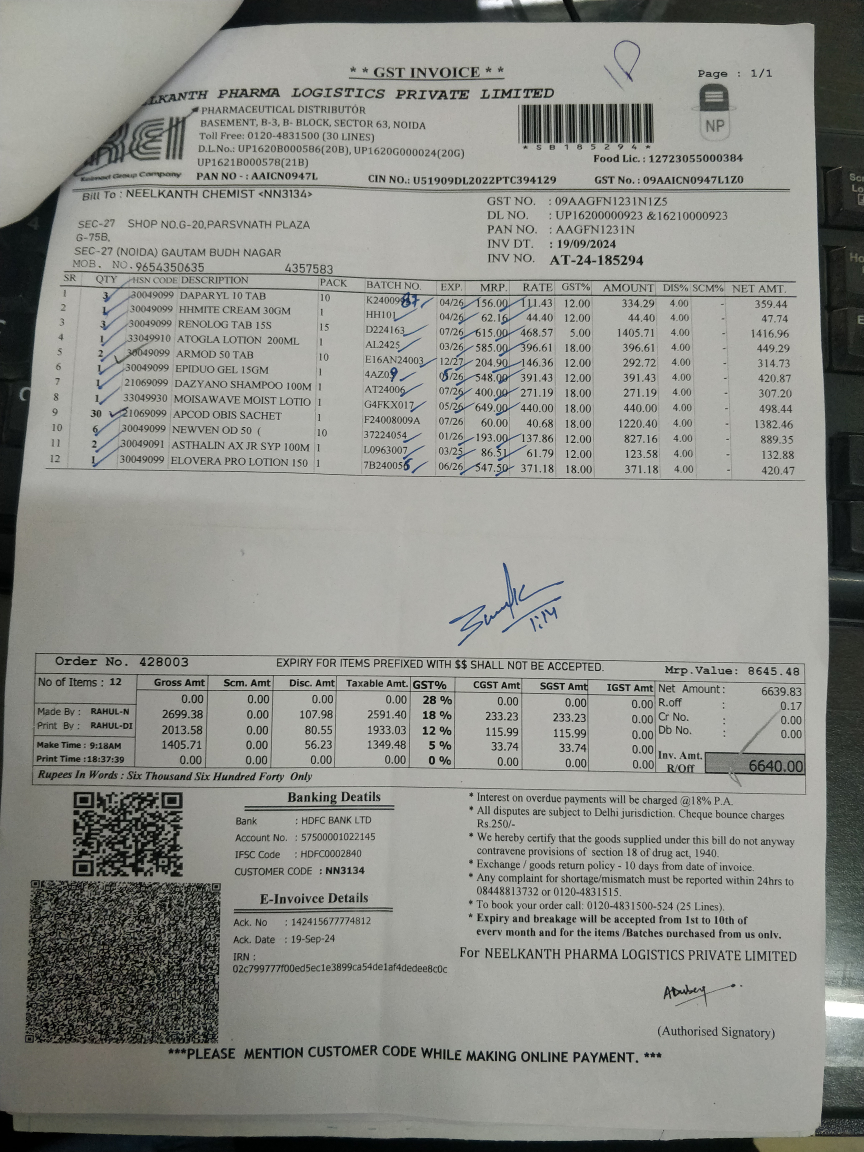 * * GST INVOICE * *
Page : 1/1
ELKANTH PHARMA LOGISTICS PRIVATE LIMITED
PHARMACEUTICAL DISTRIBUTOR
BASEMENT, B-3, B- BLOCK, SECTOR 63, NOIDA
Toll Free: 0120-4831500 (30 LINES)
D.L.No.: UP1620B000586(20B), UP1620G000024(20G)
UP1621B000578(21B)
PAN NO - : AAICN0947L
NP
* S B 1 8 5 2 9 4 *
Food Lic. : 12723055000384
CIN NO.: U51909DL2022PTC394129
GST No. : 09AAICN0947L1Z0
Group Company
Bill To : NEELKANTH CHEMIST <NN3134>
SEC-27 SHOP NO.G-20,PARSVNATH PLAZA
G-75B,
SEC-27 (NOIDA) GAUTAM BUDH NAGAR
MOB. NO.9654350635 4357583
GST NO. : 09AAGFN1231N1Z5
DL NO. : UP16200000923 &16210000923
PAN NO. : AAGFN1231N
INV DT. : 19/09/2024
INV NO. AT-24-185294
SR QTY HSN CODE DESCRIPTION PACK BATCH NO. EXP. MRP. RATE GST% AMOUNT DIS% SCM% NET AMT.
1 3 30049099 DAPARYL 10 TAB 10 04/26 156.00 111.43 12.00 334.29 4.00 - 359.44
2 1 30049099 HHMITE CREAM 30GM 1 HH101 04/26 62.16 44.40 12.00 44.40 4.00 - 47.74
3 3 30049099 RENOLOG TAB 15S 15 D224163 07/26 615.00 468.57 5.00 1405.71 4.00 - 1416.96
4 1 33049910 ATOGLA LOTION 200ML 1 AL2425 03/26 585.00 396.61 18.00 396.61 4.00 - 449.29
5 2 30049099 ARMOD 50 TAB 10 E16AN24003 12/27 204.90 146.36 12.00 292.72 4.00 - 314.73
6 1 30049099 EPIDUO GEL 15GM 1 4AZ09 548.00 391.43 12.00 391.43 4.00 - 420.87
7 1 21069099 DAZYANO SHAMPOO 100M 1 AT24006 07/26 400.00 271.19 18.00 271.19 4.00 - 307.20
8 1 33049930 MOISAWAVE MOIST LOTIO 1 G4FKX017 05/26 649.00 440.00 18.00 440.00 4.00 - 498.44
9 30 21069099 APCOD OBIS SACHET 1 F24008009A 07/26 60.00 40.68 18.00 1220.40 4.00 - 1382.46
10 6 30049099 NEWVEN OD 50 ( 10 37224054 01/26 193.00 137.86 12.00 827.16 4.00 - 889.35
11 2 30049091 ASTHALIN AX JR SYP 100M 1 L0963007 03/25 86.51 61.79 12.00 123.58 4.00 - 132.88
12 1 30049099 ELOVERA PRO LOTION 150 1 06/26 547.50 371.18 18.00 371.18 4.00 - 420.47
Order No. 428003
EXPIRY FOR ITEMS PREFIXED WITH $$ SHALL NOT BE ACCEPTED.
Mrp.Value: 8645.48
No of Items : 12
Made By : RAHUL-N
Print By : RAHUL-DI
Make Time : 9:18AM
Print Time :18:37:39
Gross Amt Scm. Amt Disc. Amt Taxable Amt. GST% CGST Amt SGST Amt IGST Amt
0.00 0.00 0.00 0.00 28 % 0.00 0.00 0.00
2699.38 0.00 107.98 2591.40 18 % 233.23 233.23 0.00
2013.58 0.00 80.55 1933.03 12 % 115.99 115.99 0.00
1405.71 0.00 56.23 1349.48 5 % 33.74 33.74 0.00
0.00 0.00 0.00 0.00 0 % 0.00 0.00 0.00
Net Amount: 6639.83
R.off : 0.17
Cr No. : 0.00
Db No. : 0.00
Inv. Amt.
R/Off 6640.00
Rupees In Words : Six Thousand Six Hundred Forty Only
Banking Deatils
Bank : HDFC BANK LTD
Account No. : 57500001022145
IFSC Code : HDFC0002840
CUSTOMER CODE : NN3134
E-Invoivce Details
Ack. No : 142415677774812
Ack. Date : 19-Sep-24
IRN :
02c799777f00ed5ec1e3899ca54de1af4dedee8c0c
* Interest on overdue payments will be charged @18% P.A.
* All disputes are subject to Delhi jurisdiction. Cheque bounce charges
Rs.250/-
* We hereby certify that the goods supplied under this bill do not anyway
contravene provisions of section 18 of drug act, 1940.
* Exchange / goods return policy - 10 days from date of invoice.
* Any complaint for shortage/mismatch must be reported within 24hrs to
08448813732 or 0120-4831515.
* To book your order call: 0120-4831500-524 (25 Lines).
* Expiry and breakage will be accepted from 1st to 10th of
every month and for the items /Batches purchased from us only.
For NEELKANTH PHARMA LOGISTICS PRIVATE LIMITED
(Authorised Signatory)
***PLEASE MENTION CUSTOMER CODE WHILE MAKING ONLINE PAYMENT. ***